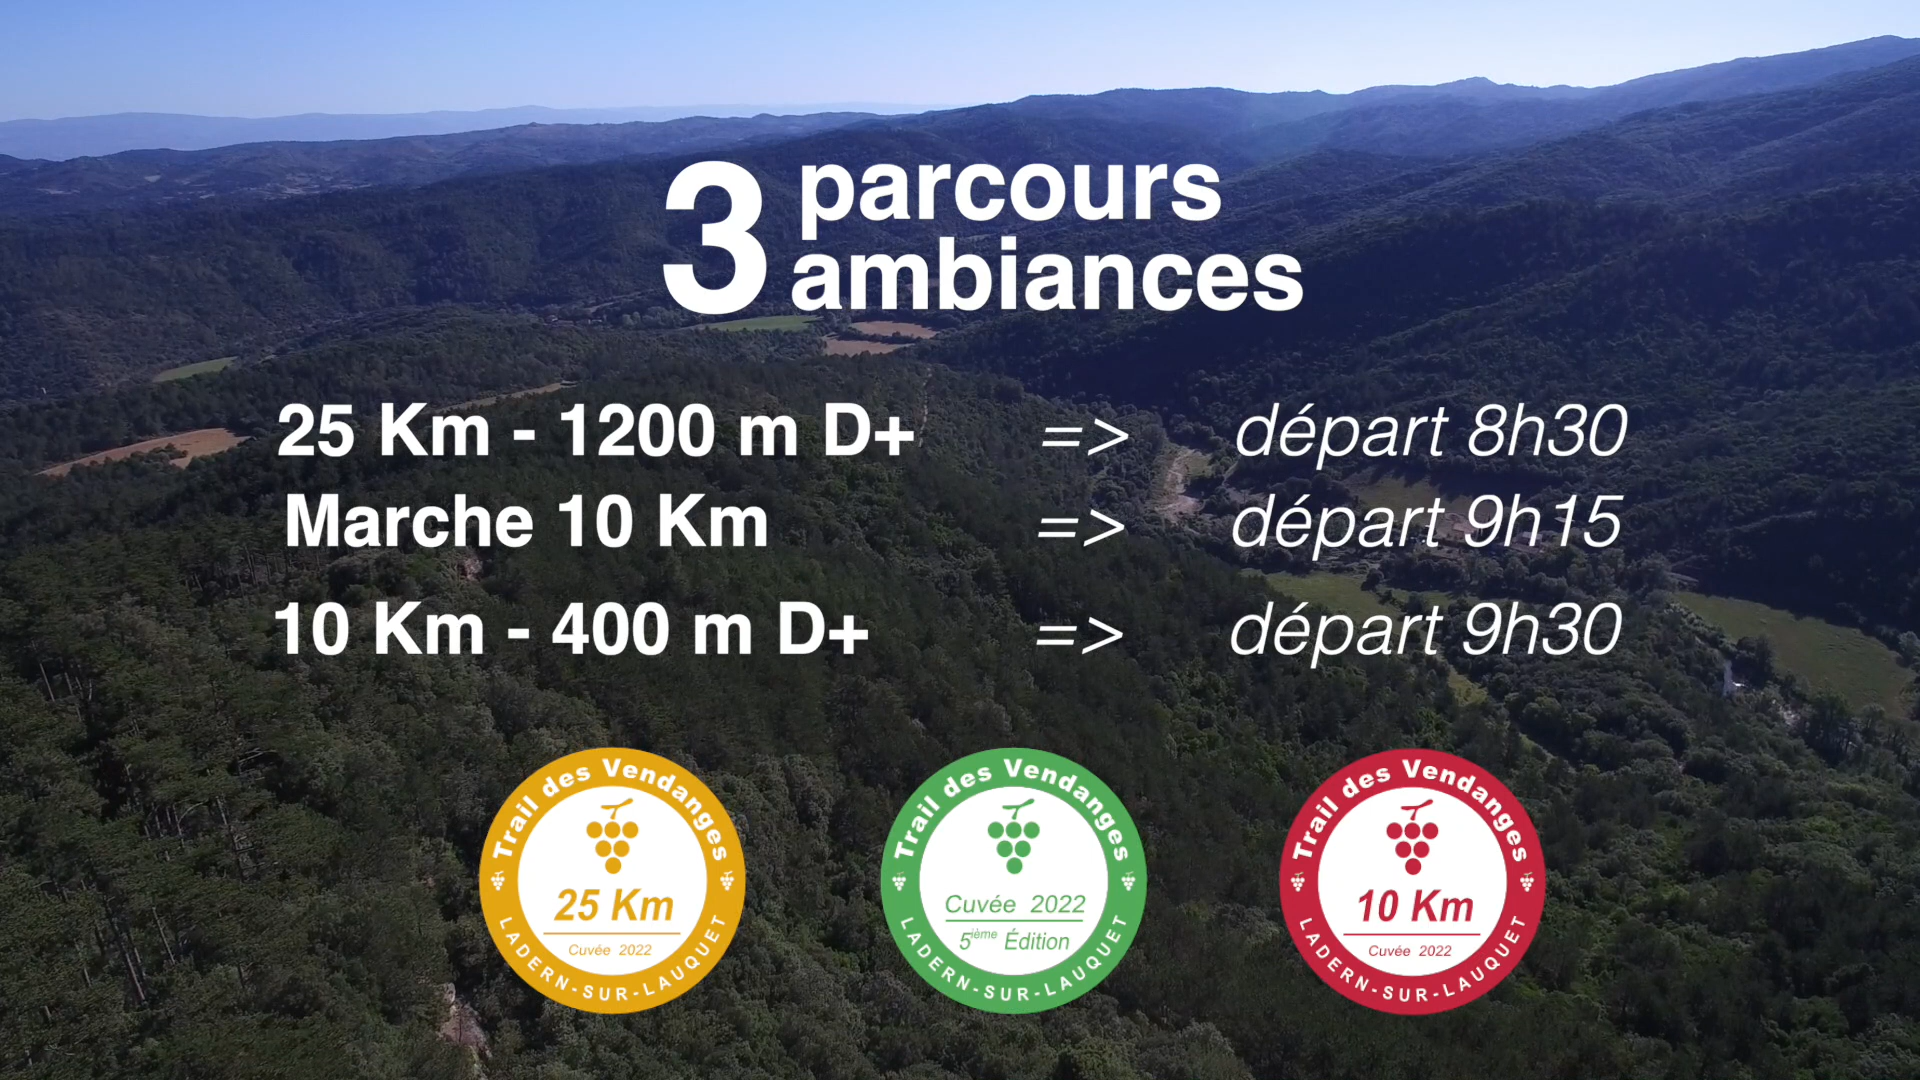 3 parcours
ambiances
25 Km - 1200 m D+ => départ 8h30
Marche 10 Km => départ 9h15
10 Km - 400 m D+ => départ 9h30
Trail des Vendanges
25 Km
Cuvée 2022
LADERN-SUR-LAUQUET
Trail des Vendanges
Cuvée 2022
5ième Édition
LADERN-SUR-LAUQUET
Trail des Vendanges
10 Km
Cuvée 2022
LADERN-SUR-LAUQUET